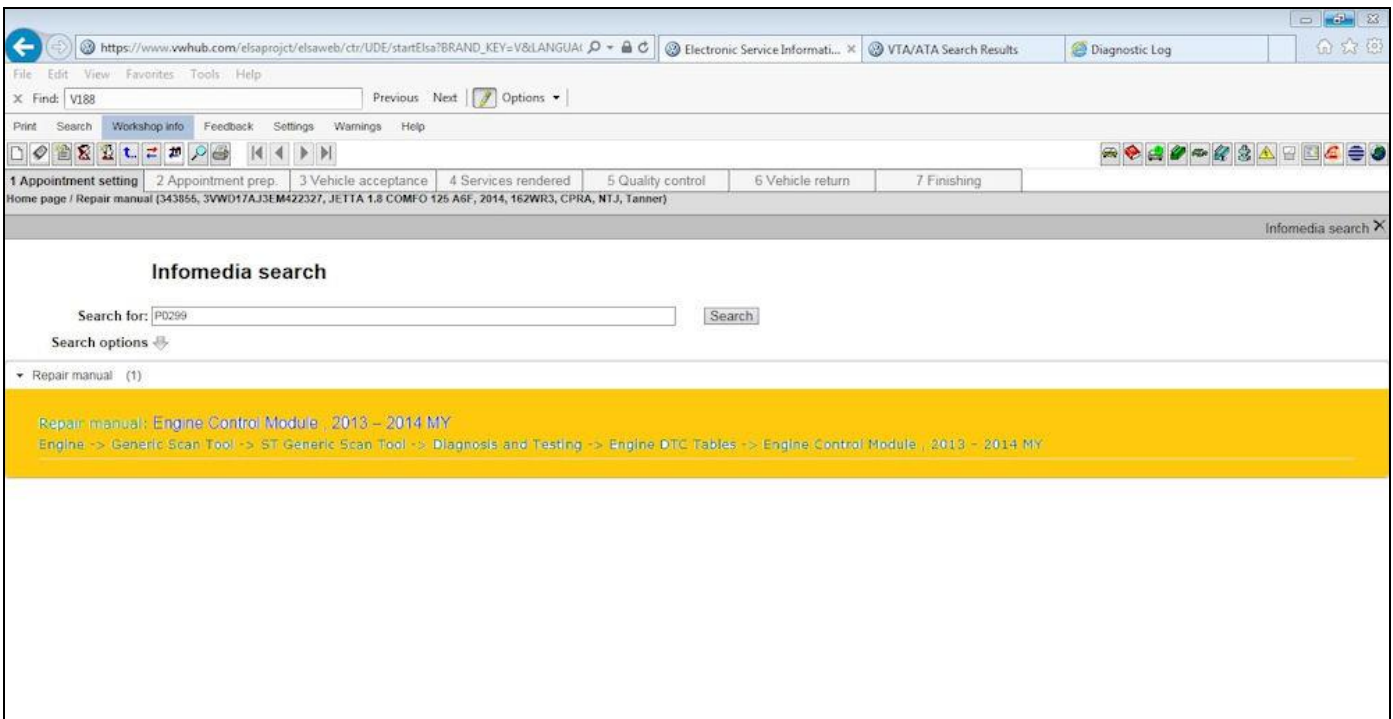 https://www.vwhub.com/elsaprojct/elsaweb/ctr/UDE/startElsa?BRAND_KEY=V&LANGUA( Electronic Service Informati... × VTA/ATA Search Results Diagnostic Log
File Edit View Favorites Tools Help
× Find: V188 Previous Next Options
Print Search Workshop info Feedback Settings Warnings Help
1 Appointment setting 2 Appointment prep. 3 Vehicle acceptance 4 Services rendered 5 Quality control 6 Vehicle return 7 Finishing
Home page / Repair manual (343855, 3VWD17AJ3EM422327, JETTA 1.8 COMFO 125 A6F, 2014, 162WR3, CPRA, NTJ, Tanner)
Infomedia search ×
Infomedia search
Search for: P0299 Search
Search options
Repair manual (1)
Repair manual: Engine Control Module , 2013 – 2014 MY
Engine -> Generic Scan Tool -> ST Generic Scan Tool -> Diagnosis and Testing -> Engine DTC Tables -> Engine Control Module , 2013 – 2014 MY